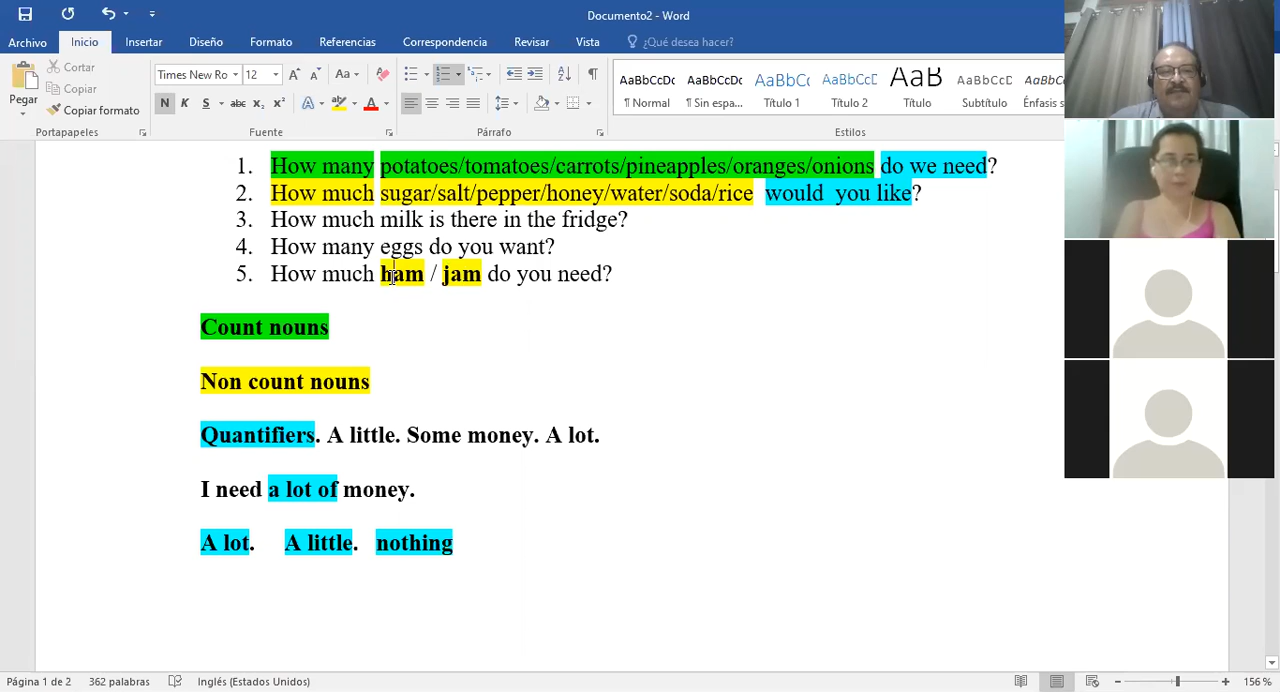 Documento2 - Word
Archivo Inicio Insertar Diseño Formato Referencias Correspondencia Revisar Vista ¿Qué desea hacer?
Cortar
Copiar
Copiar formato
Pegar
Times New Ro 12 Aa
N K S abc x₂ x² A A
AaBbCcDc AaBbCcDc AaBbCc AaBbCcD AaB AaBbCcD AaBbCcD
¶ Normal ¶ Sin espa... Título 1 Título 2 Título Subtítulo Énfasis s
Portapapeles Fuente Párrafo Estilos
1. How many potatoes/tomatoes/carrots/pineapples/oranges/onions do we need?
2. How much sugar/salt/pepper/honey/water/soda/rice would you like?
3. How much milk is there in the fridge?
4. How many eggs do you want?
5. How much ham / jam do you need?
Count nouns
Non count nouns
Quantifiers. A little. Some money. A lot.
I need a lot of money.
A lot. A little. nothing
Página 1 de 2 362 palabras Inglés (Estados Unidos) 156 %